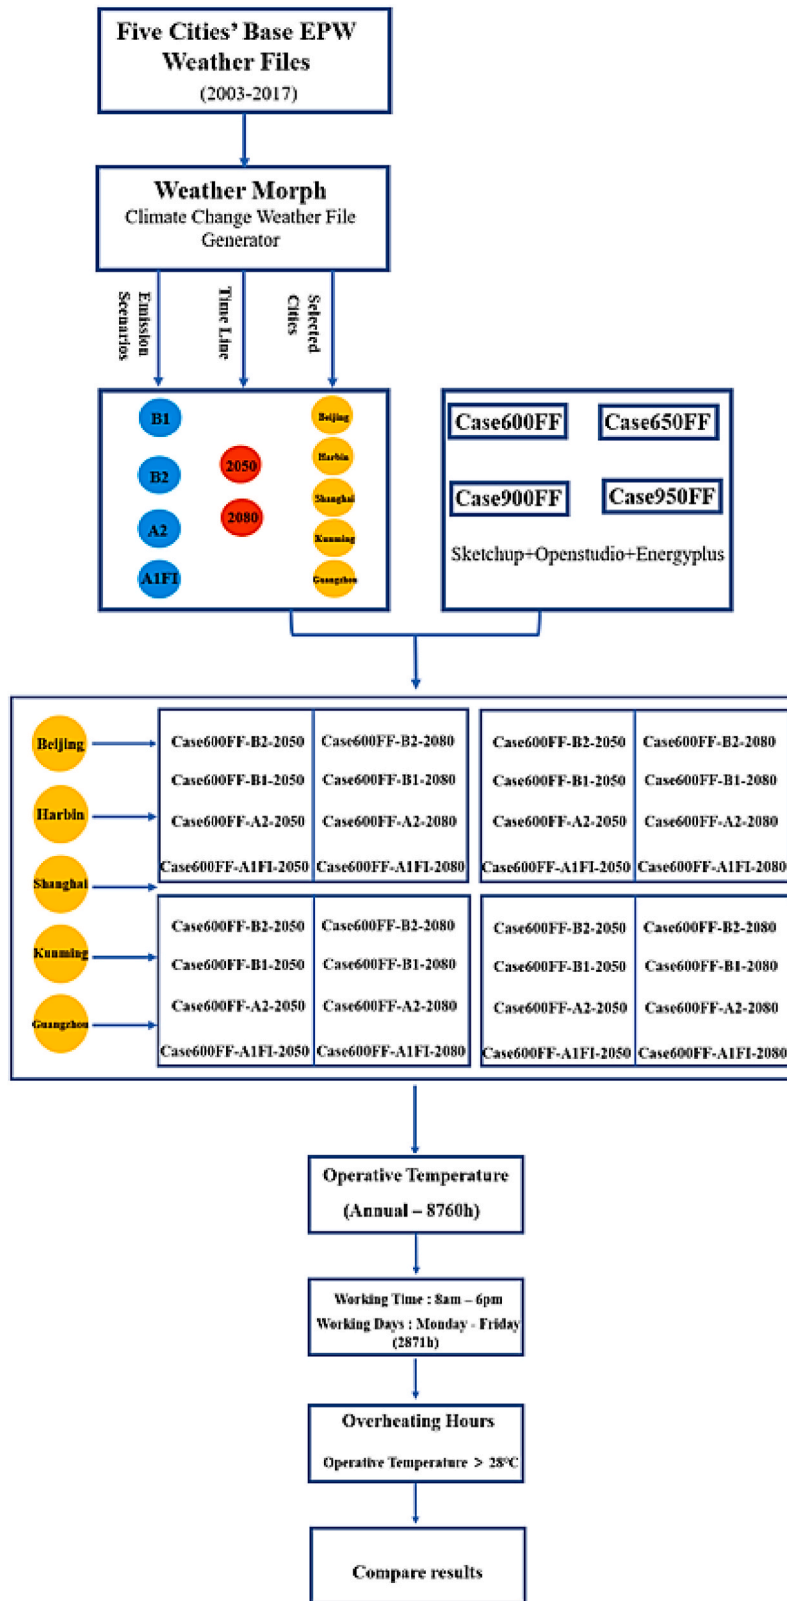 Five Cities' Base EPW
Weather Files
(2003-2017)
Weather Morph
Climate Change Weather File
Generator
Emission
Scenarios
Time Line
Selected
Cities
B1
B2
A2
A1FI
2050
2080
Beijing
Harbin
Shanghai
Kunming
Guangzhou
Case600FF
Case650FF
Case900FF
Case950FF
Sketchup+Openstudio+Energyplus
Beijing
Harbin
Shanghai
Kunming
Guangzhou
Case600FF-B2-2050
Case600FF-B1-2050
Case600FF-A2-2050
Case600FF-A1FI-2050
Case600FF-B2-2080
Case600FF-B1-2080
Case600FF-A2-2080
Case600FF-A1FI-2080
Case600FF-B2-2050
Case600FF-B1-2050
Case600FF-A2-2050
Case600FF-A1FI-2050
Case600FF-B2-2080
Case600FF-B1-2080
Case600FF-A2-2080
Case600FF-A1FI-2080
Case600FF-B2-2050
Case600FF-B1-2050
Case600FF-A2-2050
Case600FF-A1FI-2050
Case600FF-B2-2080
Case600FF-B1-2080
Case600FF-A2-2080
Case600FF-A1FI-2080
Case600FF-B2-2050
Case600FF-B1-2050
Case600FF-A2-2050
Case600FF-A1FI-2050
Case600FF-B2-2080
Case600FF-B1-2080
Case600FF-A2-2080
Case600FF-A1FI-2080
Operative Temperature
(Annual – 8760h)
Working Time : 8am – 6pm
Working Days : Monday - Friday
(2871h)
Overheating Hours
Operative Temperature > 28°C
Compare results